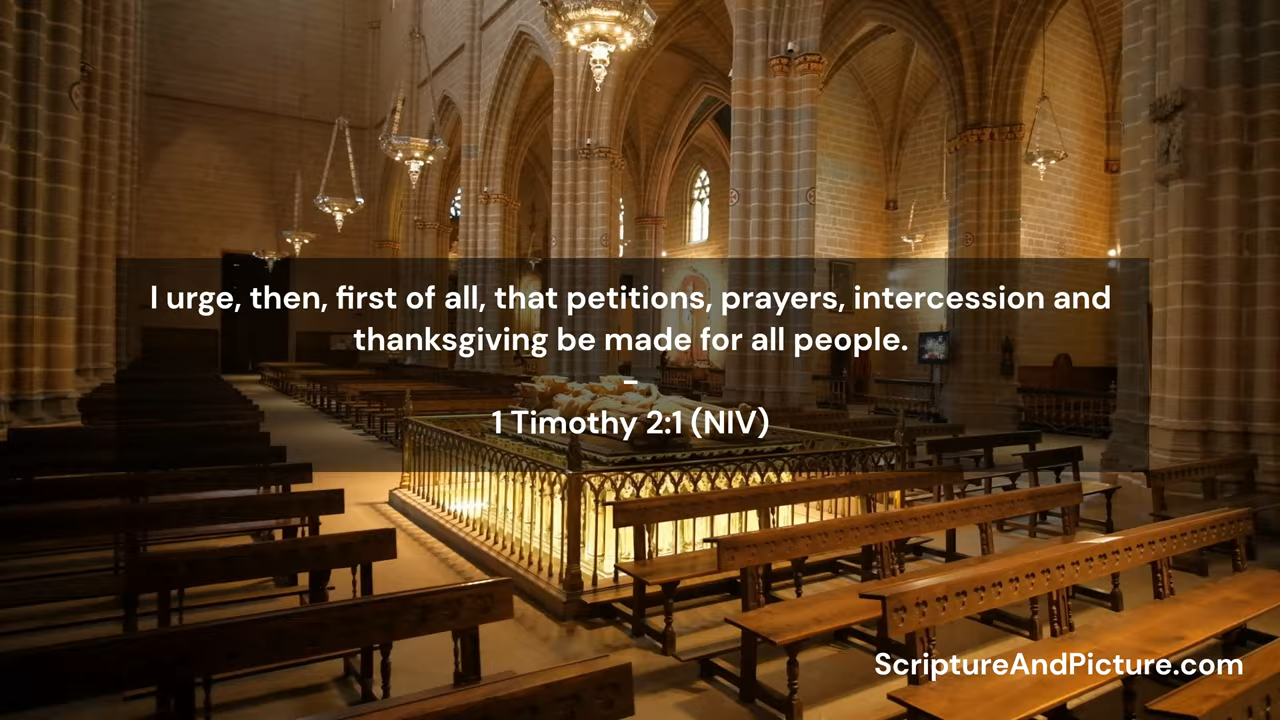 I urge, then, first of all, that petitions, prayers, intercession and
thanksgiving be made for all people.
-
1 Timothy 2:1 (NIV)
ScriptureAndPicture.com